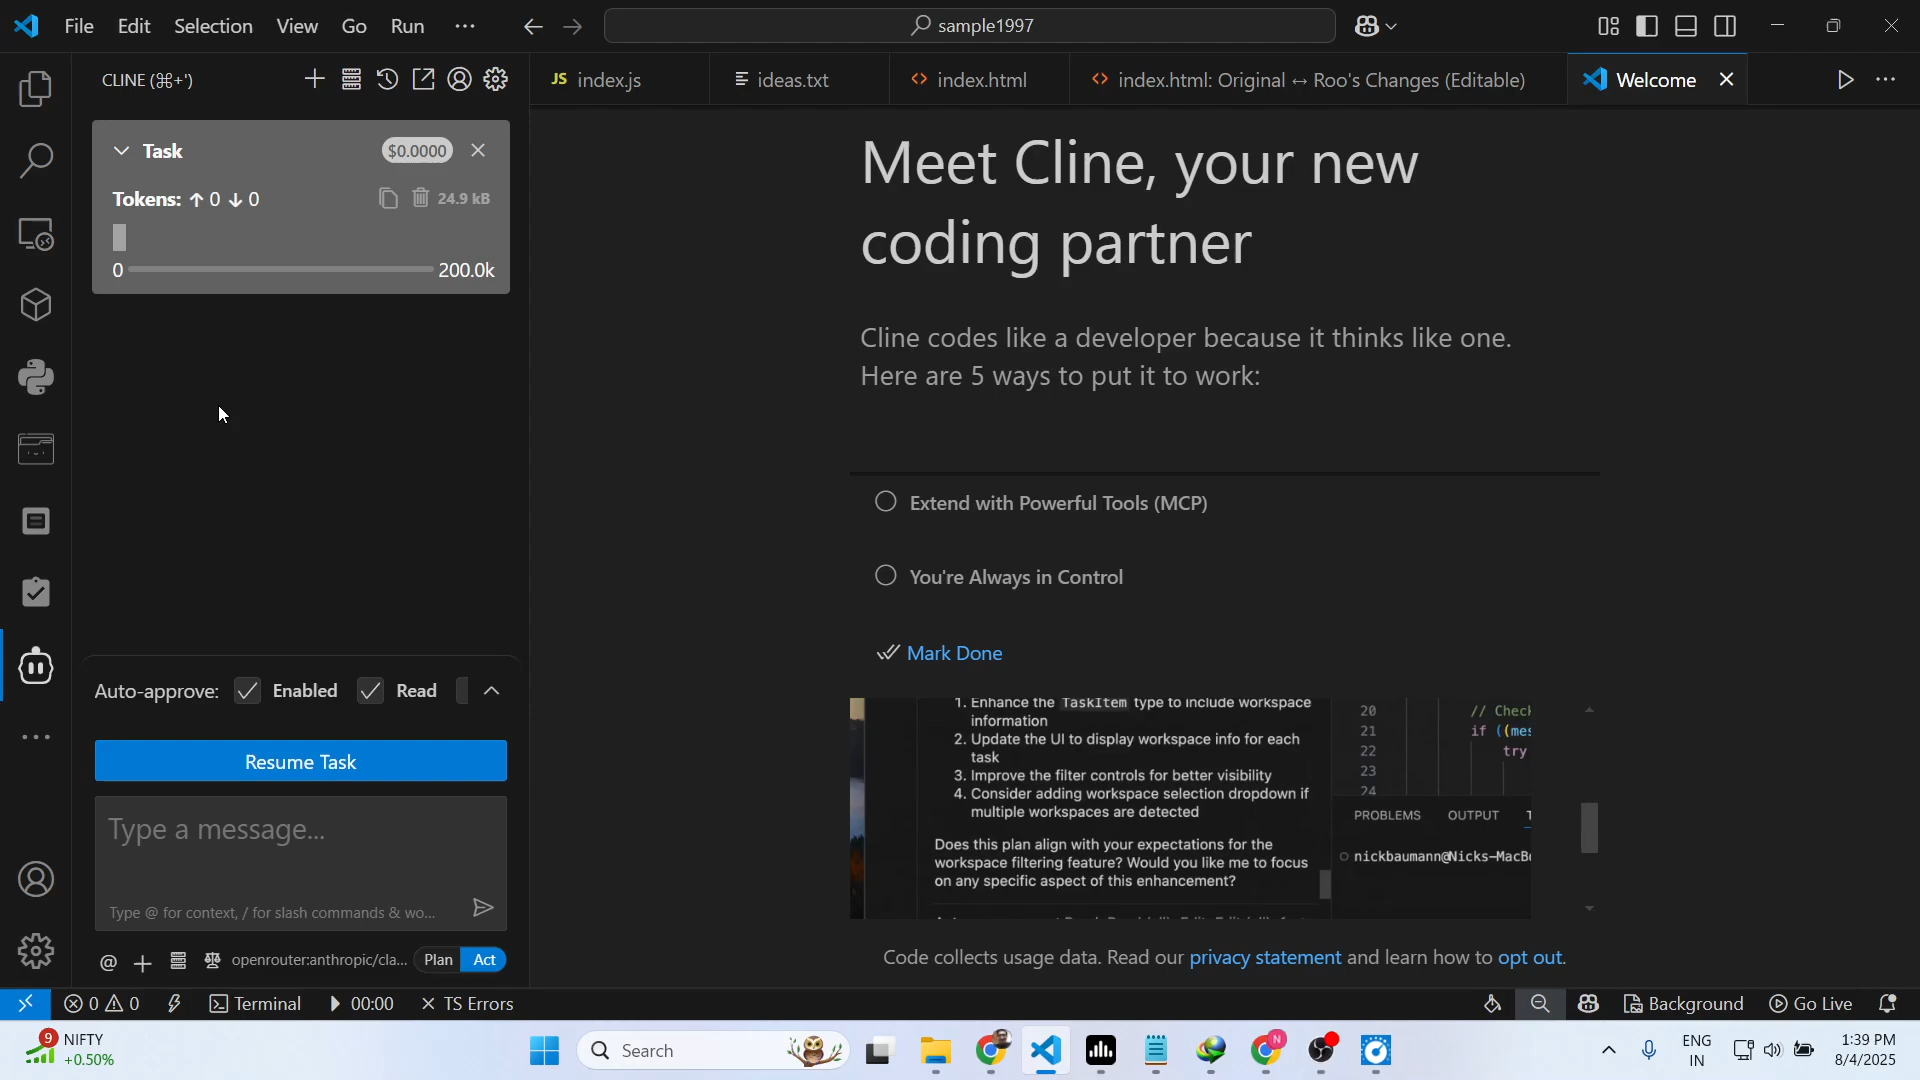 File Edit Selection View Go Run ...
sample1997
CLINE (⌘+')
JS index.js
ideas.txt
index.html
index.html: Original ↔ Roo's Changes (Editable)
Welcome
Task
$0.0000
Tokens: ↑ 0 ↓ 0
24.9 kB
0
200.0k
Meet Cline, your new
coding partner
Cline codes like a developer because it thinks like one.
Here are 5 ways to put it to work:
Extend with Powerful Tools (MCP)
You're Always in Control
Mark Done
1. Enhance the TaskItem type to include workspace
information
2. Update the UI to display workspace info for each
task
3. Improve the filter controls for better visibility
4. Consider adding workspace selection dropdown if
multiple workspaces are detected
Does this plan align with your expectations for the
workspace filtering feature? Would you like me to focus
on any specific aspect of this enhancement?
20 // Check
21 if ((mes
22 try
23
24
PROBLEMS OUTPUT
nickbaumann@Nicks-MacBo
Code collects usage data. Read our privacy statement and learn how to opt out.
Auto-approve: Enabled Read
Resume Task
Type a message...
Type @ for context, / for slash commands & wo...
@ + openrouter:anthropic/cla... Plan Act
0 0 Terminal 00:00 TS Errors
Background Go Live
9 NIFTY
+0.50%
Search
N
ENG
IN
1:39 PM
8/4/2025